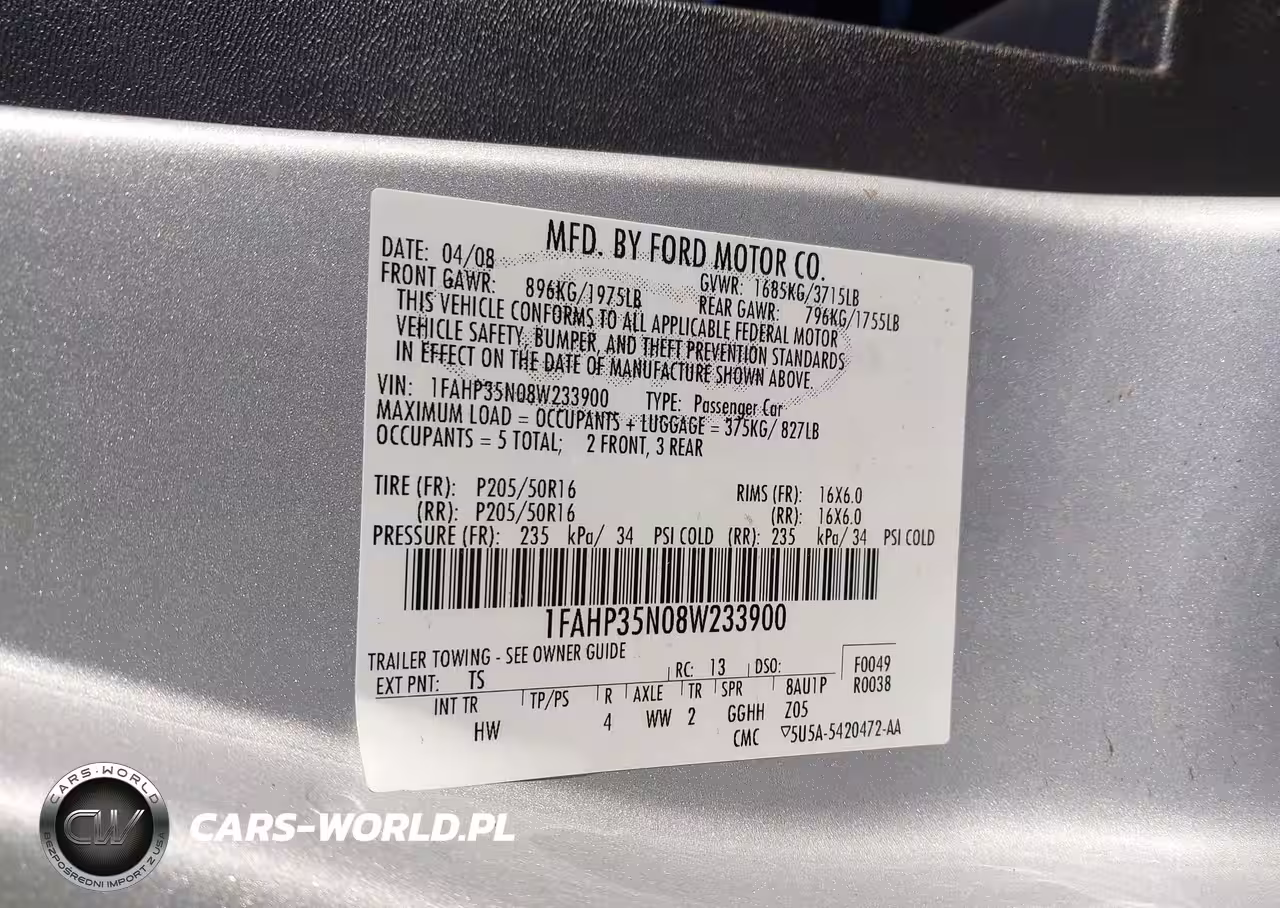 MFD. BY FORD MOTOR CO.
DATE: 04/08 GVWR: 1685KG/3715LB
FRONT GAWR: 896KG/1975LB REAR GAWR: 796KG/1755LB
THIS VEHICLE CONFORMS TO ALL APPLICABLE FEDERAL MOTOR
VEHICLE SAFETY, BUMPER, AND THEFT PREVENTION STANDARDS
IN EFFECT ON THE DATE OF MANUFACTURE SHOWN ABOVE.
VIN: 1FAHP35N08W233900 TYPE: Passenger Car
MAXIMUM LOAD = OCCUPANTS + LUGGAGE = 375KG/ 827LB
OCCUPANTS = 5 TOTAL; 2 FRONT, 3 REAR
TIRE (FR): P205/50R16 RIMS (FR): 16X6.0
(RR): P205/50R16 (RR): 16X6.0
PRESSURE (FR): 235 kPa/ 34 PSI COLD (RR): 235 kPa/ 34 PSI COLD
1FAHP35N08W233900
TRAILER TOWING - SEE OWNER GUIDE
EXT PNT: TS RC: 13 DSO: F0049
INT TR TP/PS R AXLE TR SPR 8AU1P R0038
HW 4 WW 2 GGHH Z05
CMC ▽5U5A-5420472-AA
CARS-WORLD
CW
BEZPOŚREDNI IMPORT Z USA
CARS-WORLD.PL